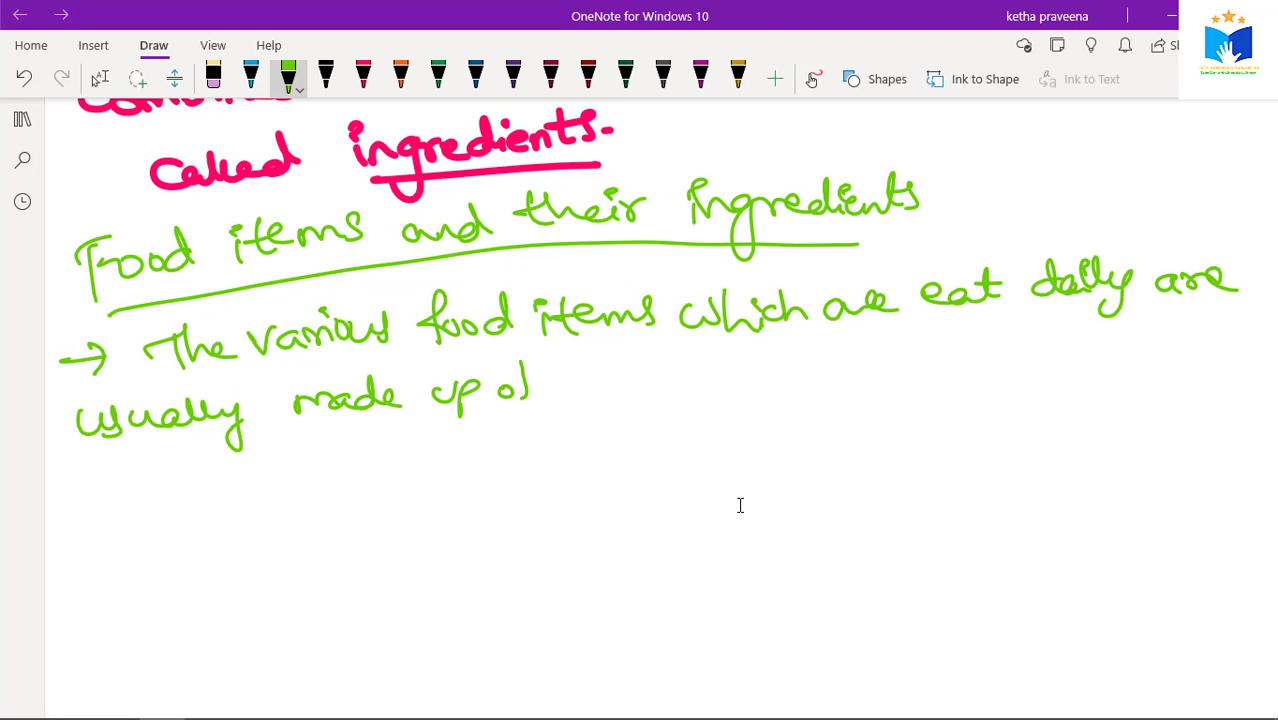 OneNote for Windows 10
ketha praveena
Home Insert Draw View Help
Shapes
Ink to Shape
Ink to Text
called ingredients.
Food items and their ingredients
→ The various food items which are eat daily are
usually made up of